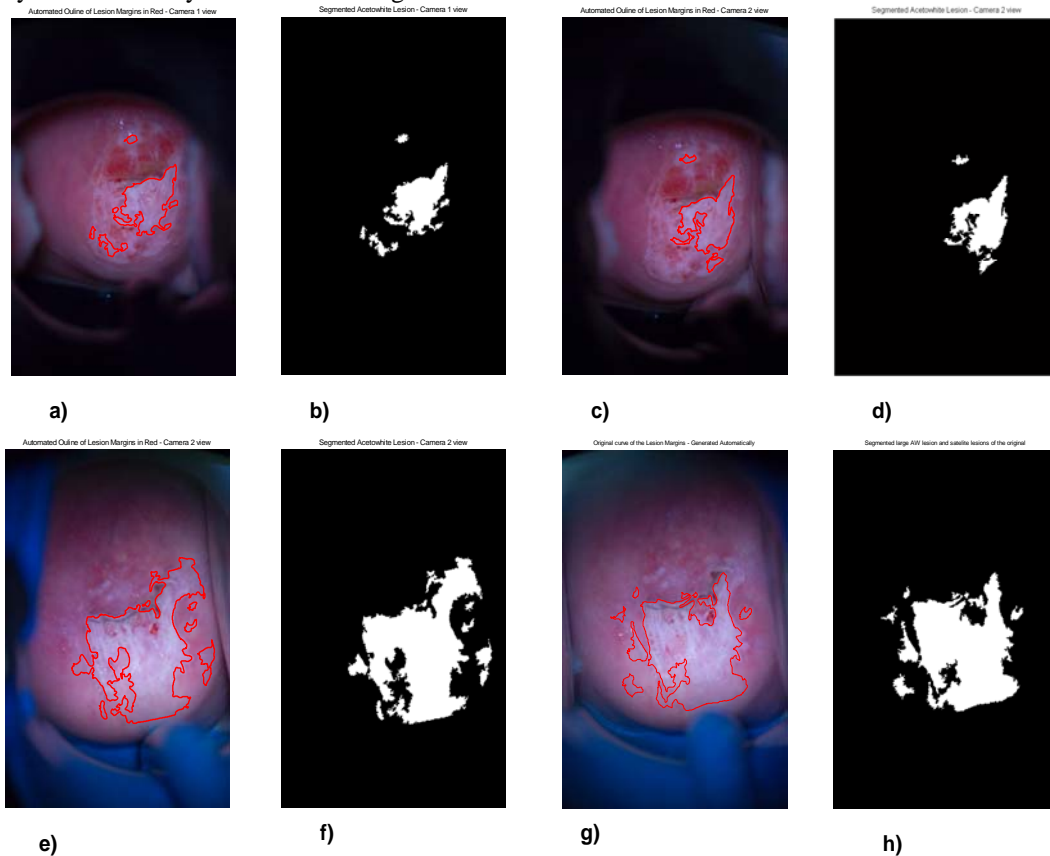 Automated Ouline of Lesion Margins in Red - Camera 1 view
Segmented Acetowhite Lesion - Camera 1 view
Automated Ouline of Lesion Margins in Red - Camera 2 view
Segmented Acetowhite Lesion - Camera 2 view
a)
b)
c)
d)
Automated Ouline of Lesion Margins in Red - Camera 2 view
Segmented Acetowhite Lesion - Camera 2 view
Original curve of the Lesion Margins - Generated Automatically
Segmented large AW lesion and satelite lesions of the original
e)
f)
g)
h)